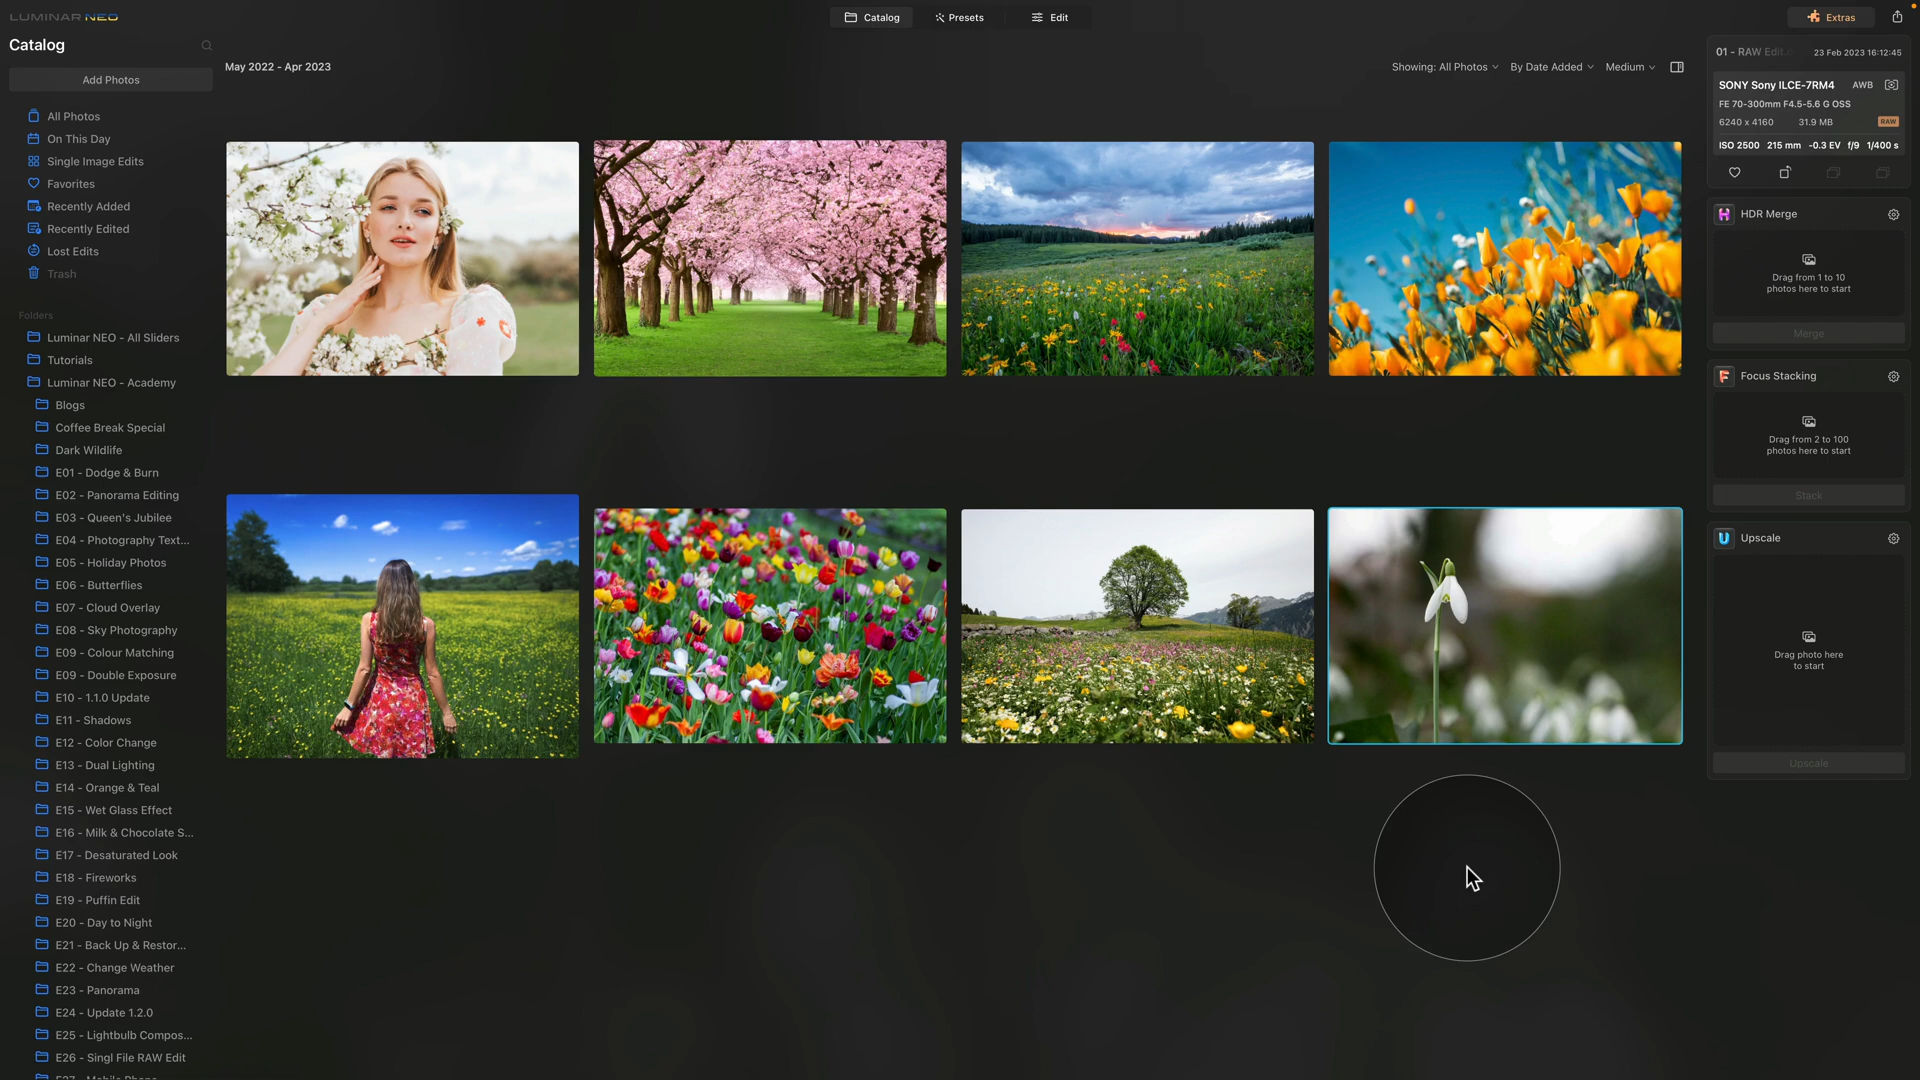 LUMINAR NEO
Catalog
Presets
Edit
Extras
Catalog
Add Photos
All Photos
On This Day
Single Image Edits
Favorites
Recently Added
Recently Edited
Lost Edits
Trash
Folders
Luminar NEO - All Sliders
Tutorials
Luminar NEO - Academy
Blogs
Coffee Break Special
Dark Wildlife
E01 - Dodge & Burn
E02 - Panorama Editing
E03 - Queen's Jubilee
E04 - Photography Text...
E05 - Holiday Photos
E06 - Butterflies
E07 - Cloud Overlay
E08 - Sky Photography
E09 - Colour Matching
E09 - Double Exposure
E10 - 1.1.0 Update
E11 - Shadows
E12 - Color Change
E13 - Dual Lighting
E14 - Orange & Teal
E15 - Wet Glass Effect
E16 - Milk & Chocolate S...
E17 - Desaturated Look
E18 - Fireworks
E19 - Puffin Edit
E20 - Day to Night
E21 - Back Up & Restor...
E22 - Change Weather
E23 - Panorama
E24 - Update 1.2.0
E25 - Lightbulb Compos...
E26 - Singl File RAW Edit
May 2022 - Apr 2023
Showing: All Photos
By Date Added
Medium
01 - RAW Edit
23 Feb 2023 16:12:45
SONY Sony ILCE-7RM4 AWB
FE 70-300mm F4.5-5.6 G OSS
6240 x 4160 31.9 MB RAW
ISO 2500 215 mm -0.3 EV f/9 1/400 s
HDR Merge
Drag from 1 to 10
photos here to start
Merge
Focus Stacking
Drag from 2 to 100
photos here to start
Stack
Upscale
Drag photo here
to start
Upscale